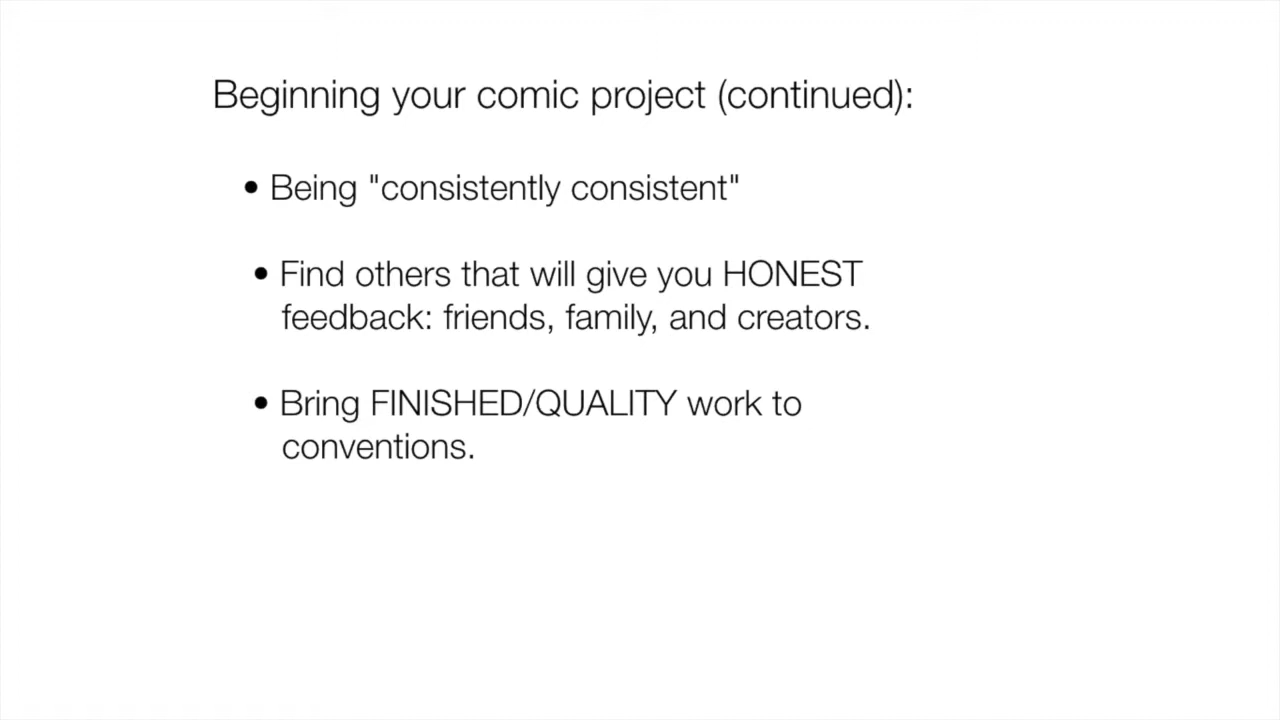 Beginning your comic project (continued):
• Being "consistently consistent"
• Find others that will give you HONEST
feedback: friends, family, and creators.
• Bring FINISHED/QUALITY work to
conventions.